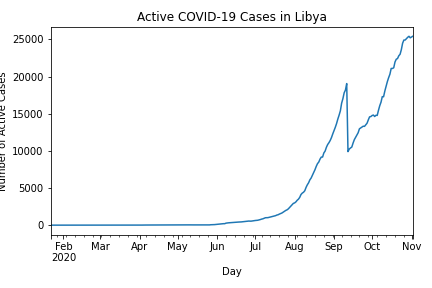 Active COVID-19 Cases in Libya
Number of Active Cases
25000
20000
15000
10000
5000
0
Feb Mar Apr May Jun Jul Aug Sep Oct Nov
2020
Day